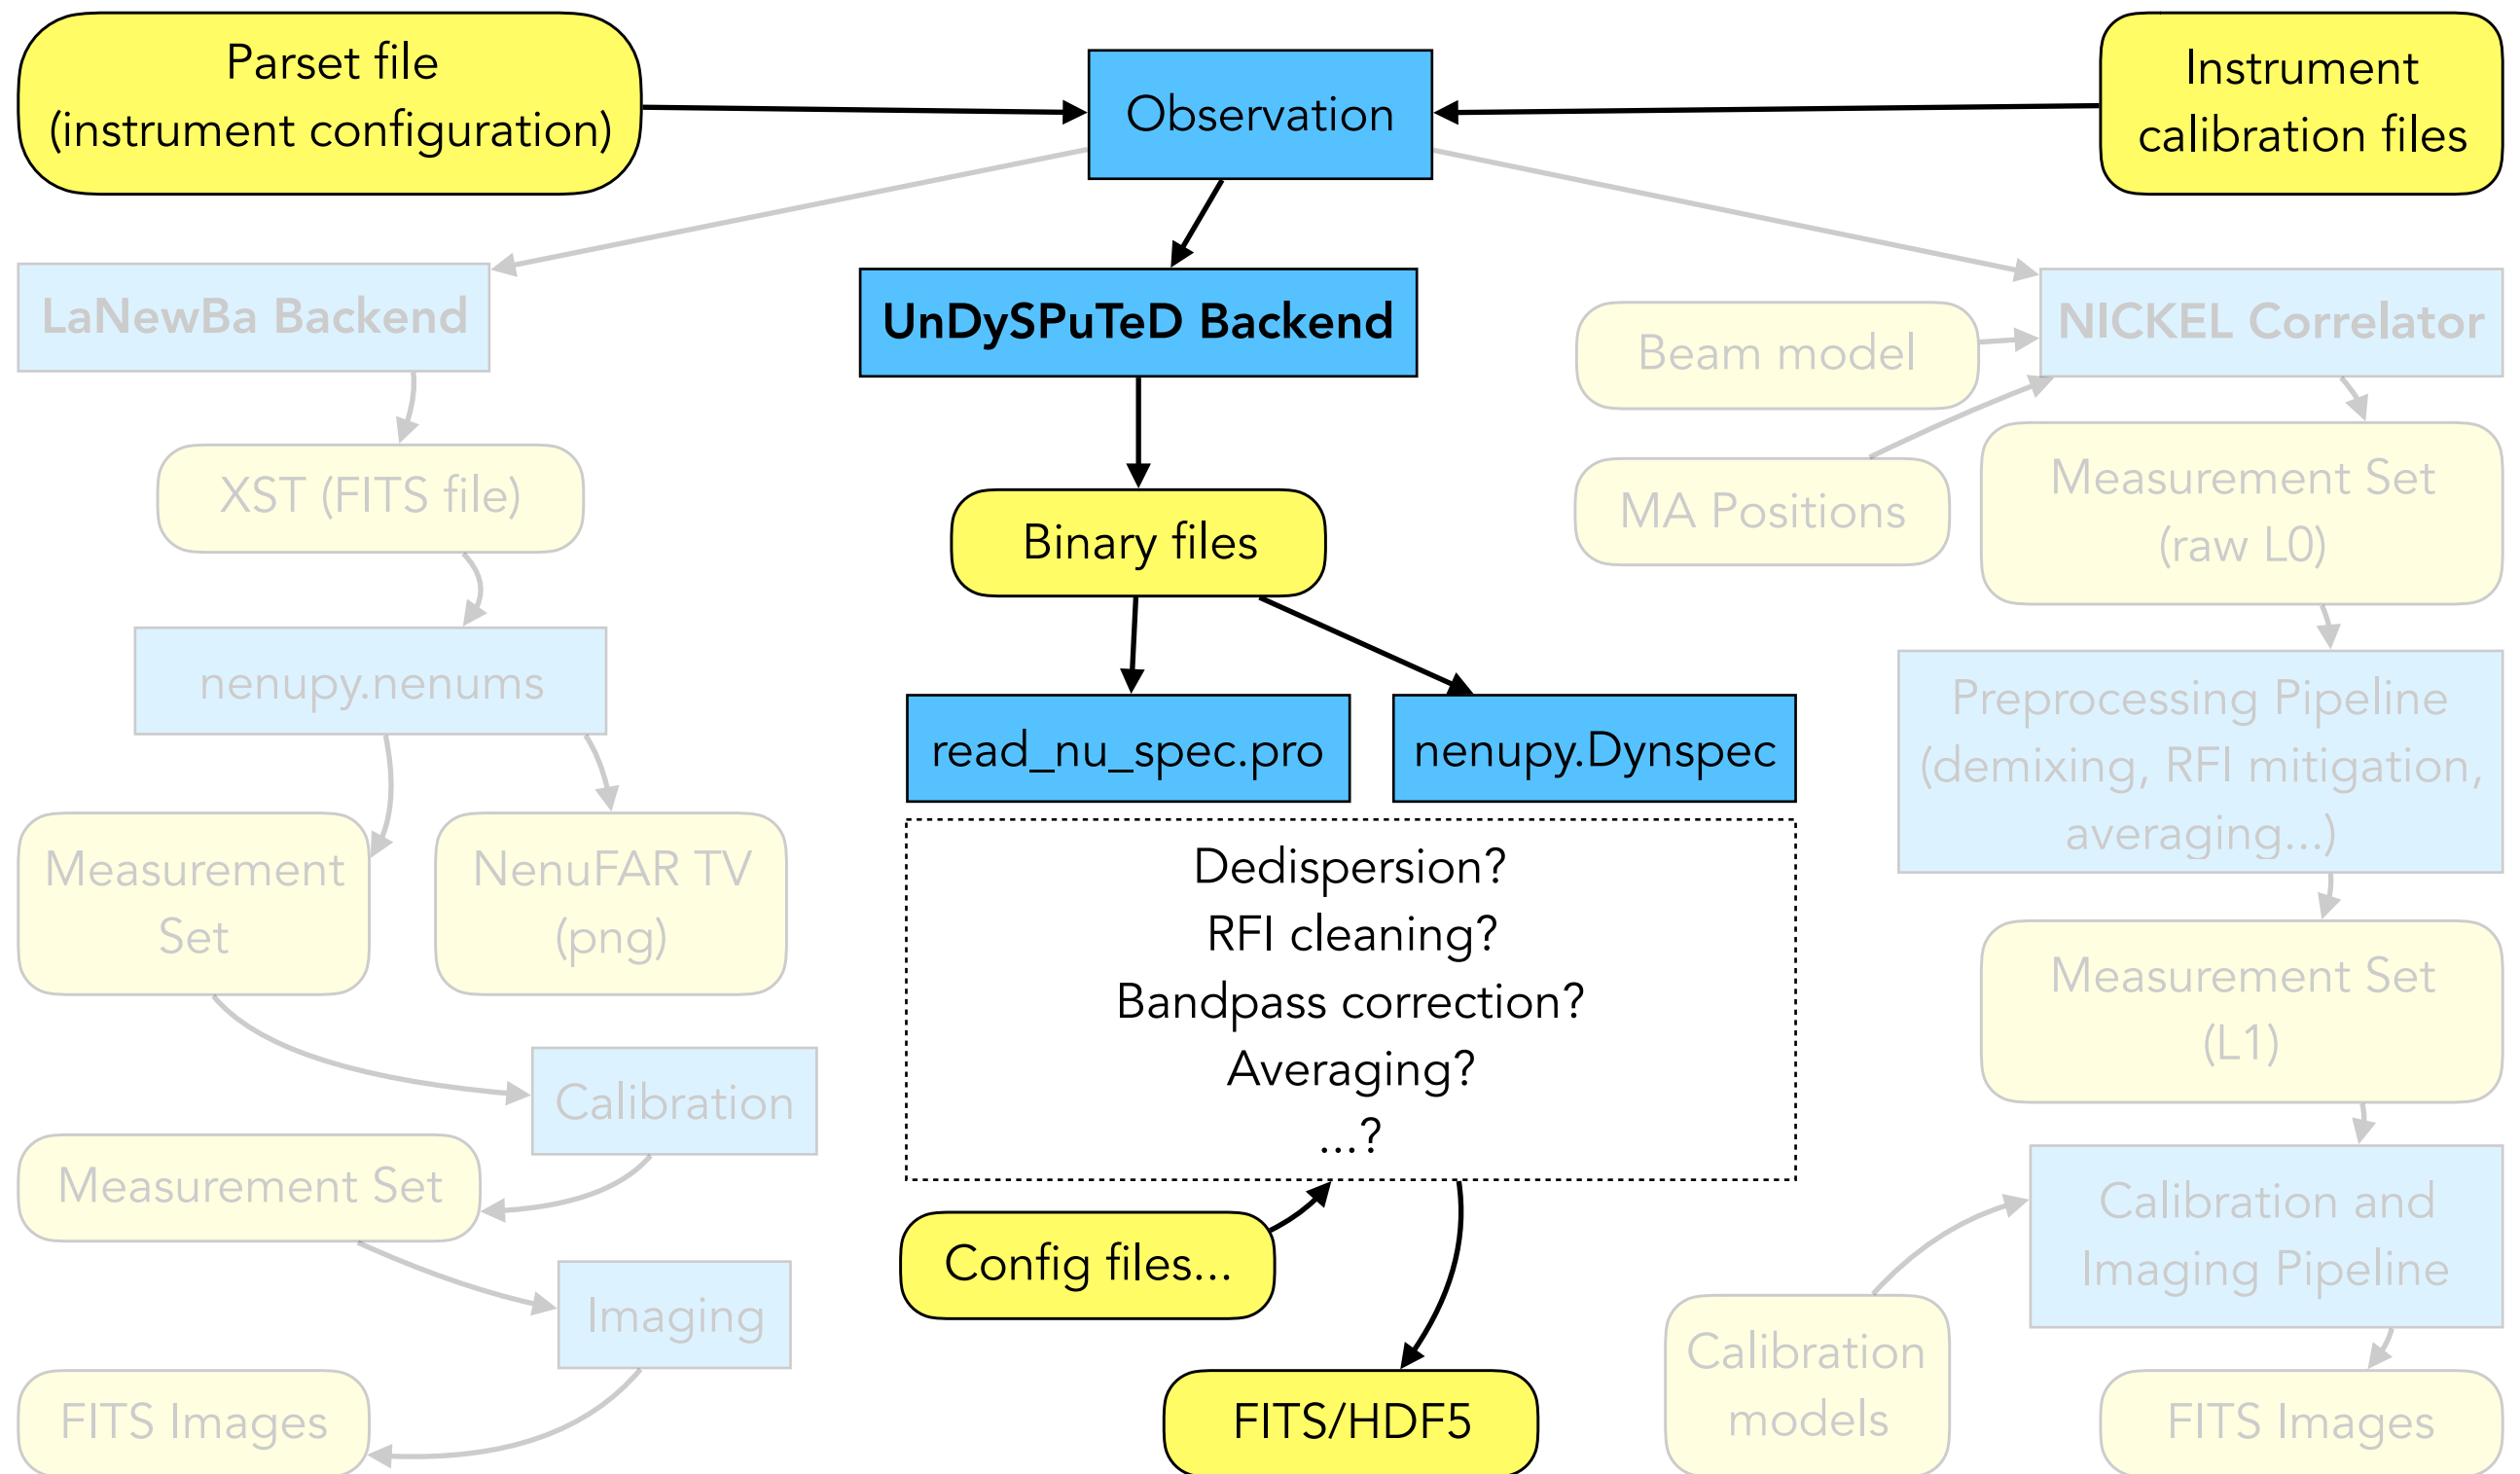 Parset file
(instrument configuration)
Observation
Instrument
calibration files
LaNewBa Backend
UnDySPuTeD Backend
Beam model
NICKEL Correlator
XST (FITS file)
Binary files
MA Positions
Measurement Set
(raw L0)
nenupy.nenums
read_nu_spec.pro
nenupy.Dynspec
Preprocessing Pipeline
(demixing, RFI mitigation,
averaging...)
Measurement
Set
NenuFAR TV
(png)
Dedispersion?
RFI cleaning?
Bandpass correction?
Averaging?
...?
Measurement Set
(L1)
Calibration
Measurement Set
Config files...
Calibration and
Imaging Pipeline
Imaging
Calibration
models
FITS Images
FITS/HDF5
FITS Images